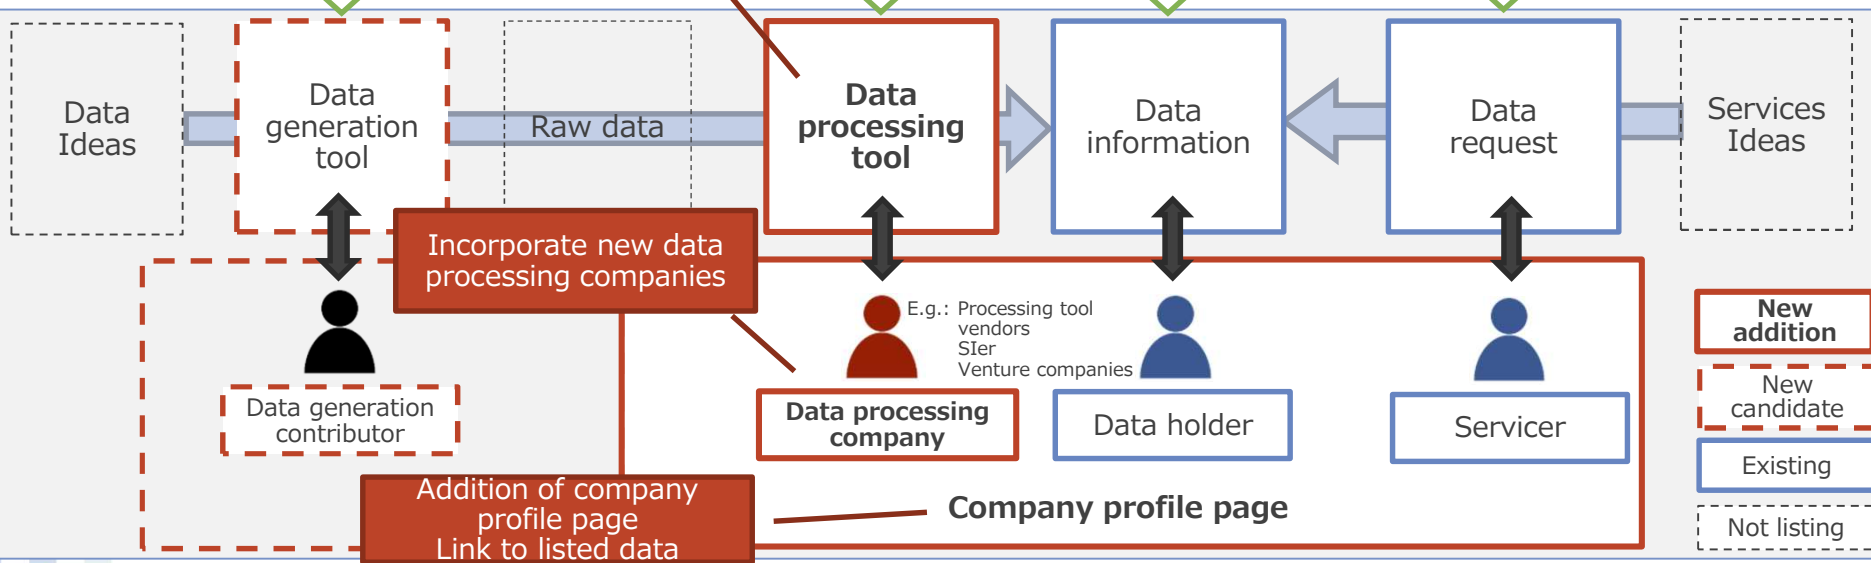 Data
Ideas
Data
generation
tool
Raw data
Data
processing
tool
Data
information
Data
request
Services
Ideas
Incorporate new data
processing companies
E.g.: Processing tool
vendors
SIer
Venture companies
Data generation
contributor
Data processing
company
Data holder
Servicer
Addition of company
profile page
Link to listed data
Company profile page
New
addition
New
candidate
Existing
Not listing